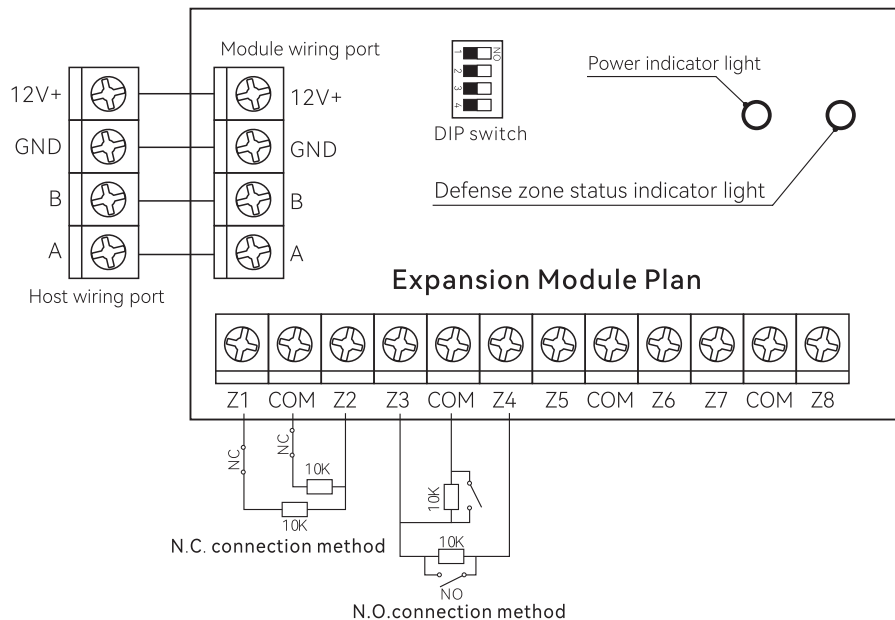 Module wiring port
12V+
GND
B
A
Host wiring port
12V+
GND
B
A
1
2
3
4
NO
DIP switch
Power indicator light
Defense zone status indicator light
Expansion Module Plan
Z1 COM Z2 Z3 COM Z4 Z5 COM Z6 Z7 COM Z8
NC
NC
10K
10K
N.C. connection method
10K
10K
NO
N.O.connection method